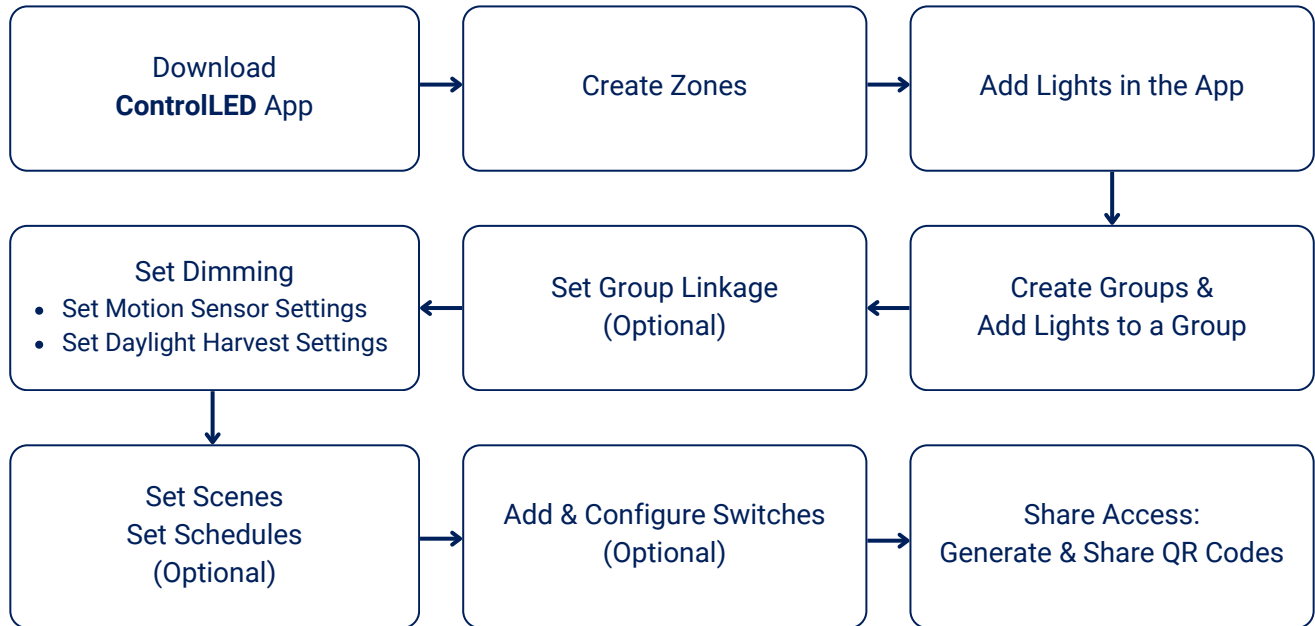 Download
ControlLED App
Create Zones
Add Lights in the App
Create Groups &
Add Lights to a Group
Set Group Linkage
(Optional)
Set Dimming
• Set Motion Sensor Settings
• Set Daylight Harvest Settings
Set Scenes
Set Schedules
(Optional)
Add & Configure Switches
(Optional)
Share Access:
Generate & Share QR Codes